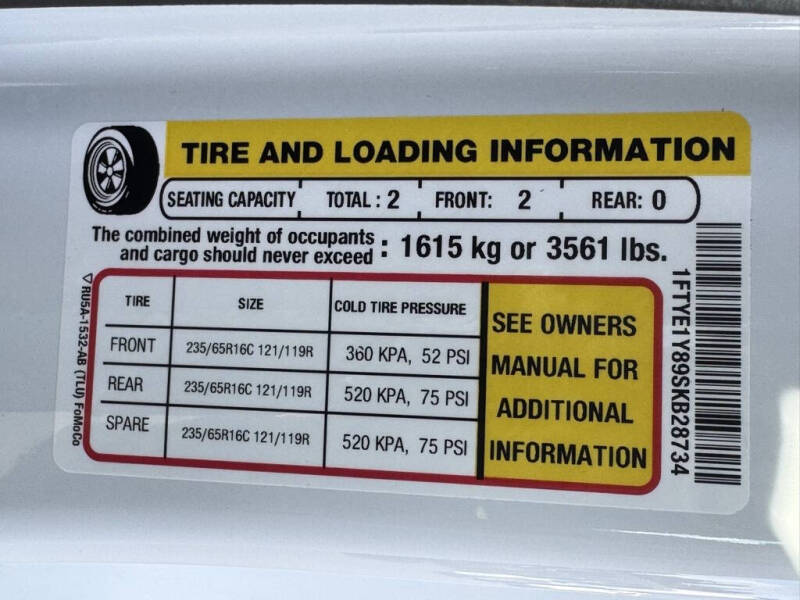 TIRE AND LOADING INFORMATION
SEATING CAPACITY TOTAL : 2 FRONT: 2 REAR: 0
The combined weight of occupants
and cargo should never exceed : 1615 kg or 3561 lbs.
TIRE SIZE COLD TIRE PRESSURE
FRONT 235/65R16C 121/119R 360 KPA, 52 PSI
REAR 235/65R16C 121/119R 520 KPA, 75 PSI
SPARE 235/65R16C 121/119R 520 KPA, 75 PSI
SEE OWNERS
MANUAL FOR
ADDITIONAL
INFORMATION
RU5A-1532-AB (TLU) FoMoCo
1FTYE1Y89SKB28734